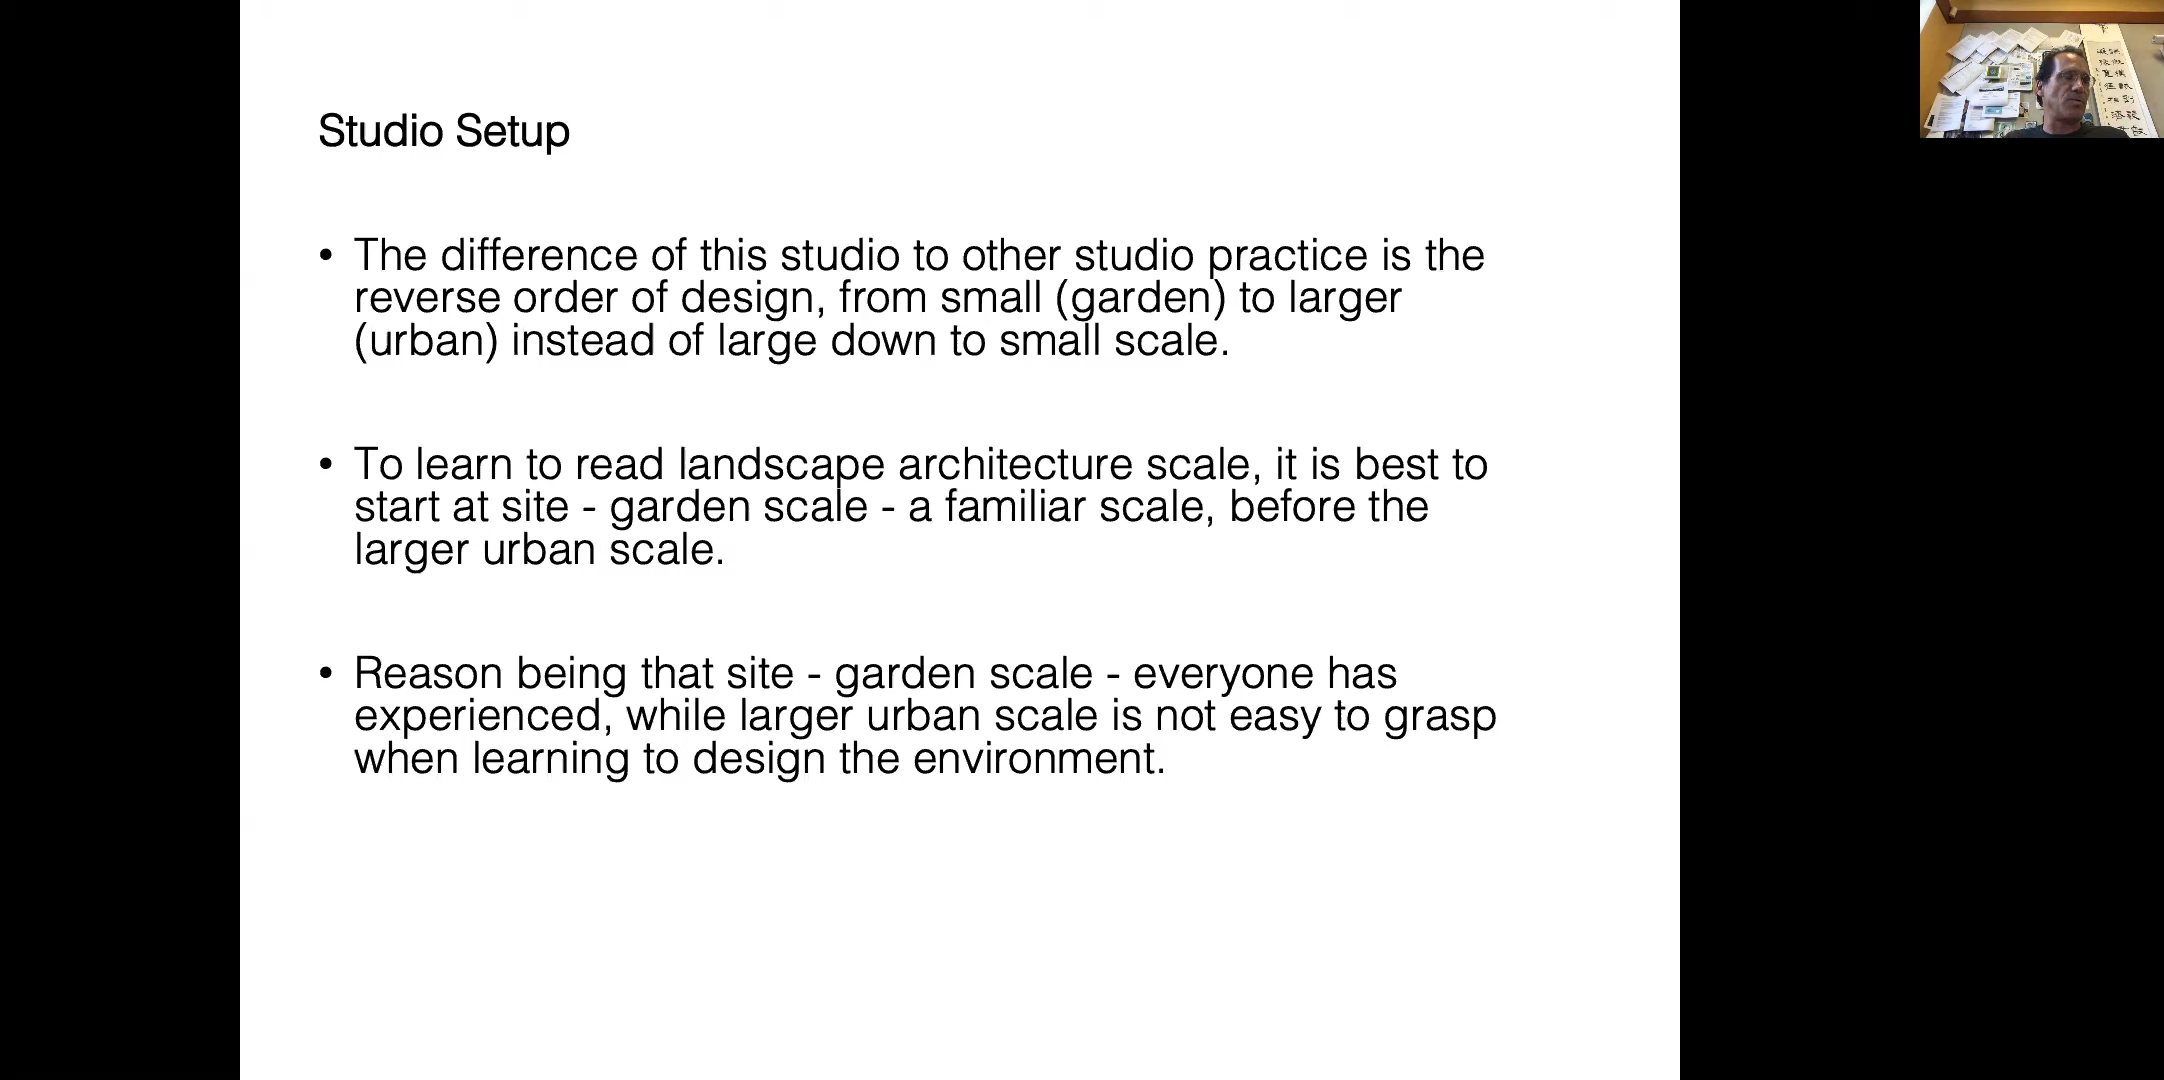 Studio Setup
• The difference of this studio to other studio practice is the
reverse order of design, from small (garden) to larger
(urban) instead of large down to small scale.
• To learn to read landscape architecture scale, it is best to
start at site - garden scale - a familiar scale, before the
larger urban scale.
• Reason being that site - garden scale - everyone has
experienced, while larger urban scale is not easy to grasp
when learning to design the environment.